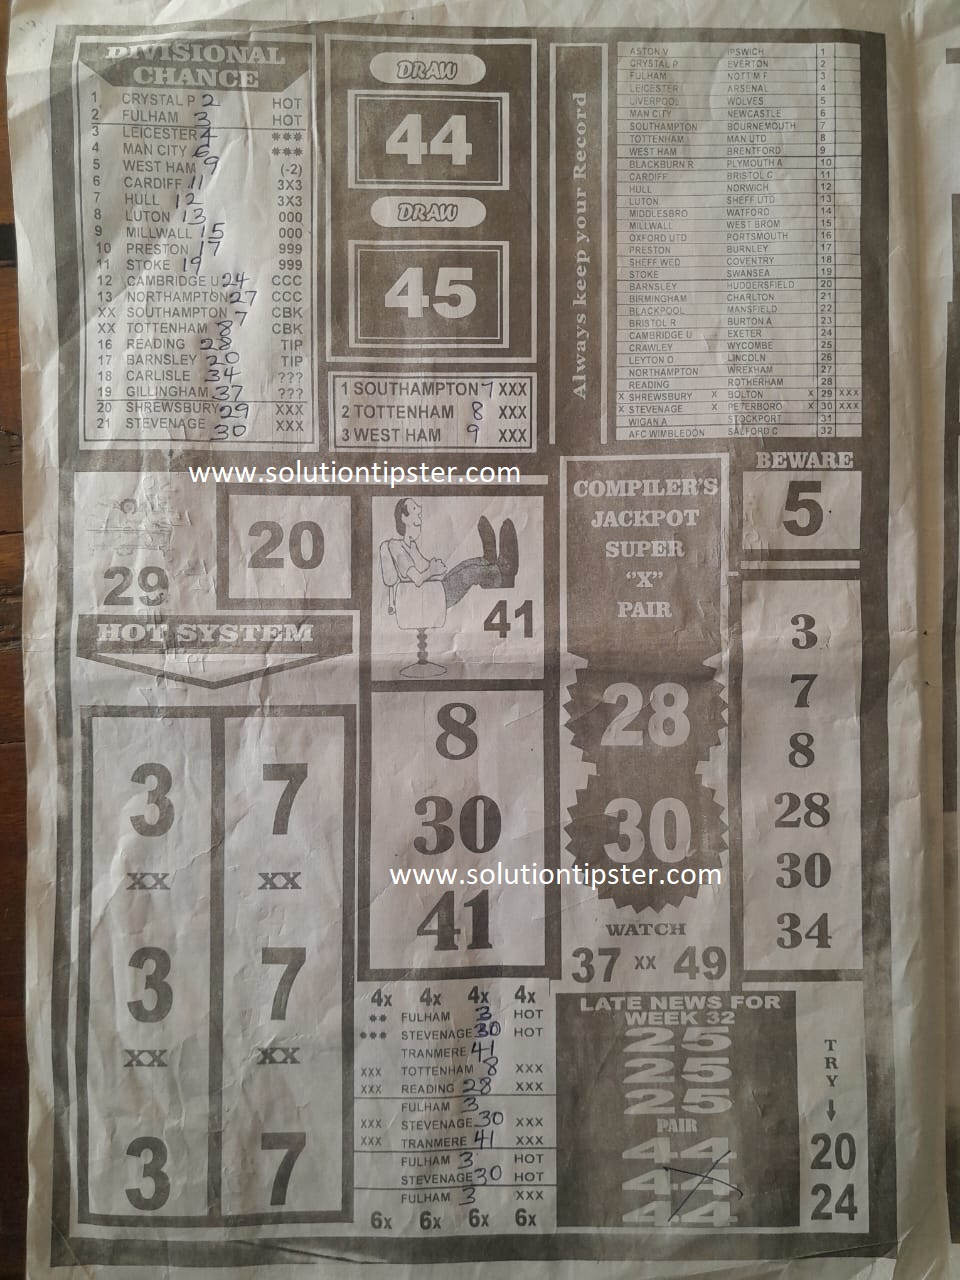 DIVISIONAL
CHANCE
1 CRYSTAL P 2 HOT
2 FULHAM 3 HOT
3 LEICESTER 4 ***
4 MAN CITY 6 ***
5 WEST HAM 9 (-2)
6 CARDIFF 11 3X3
7 HULL 12 3X3
8 LUTON 13 000
9 MILLWALL 15 000
10 PRESTON 17 999
11 STOKE 19 999
12 CAMBRIDGE U 24 CCC
13 NORTHAMPTON 27 CCC
XX SOUTHAMPTON 7 CBK
XX TOTTENHAM 8 CBK
16 READING 28 TIP
17 BARNSLEY 20 TIP
18 CARLISLE 34 ???
19 GILLINGHAM 37 ???
20 SHREWSBURY 29 XXX
21 STEVENAGE 30 XXX
DRAW
44
DRAW
45
1 SOUTHAMPTON 7 XXX
2 TOTTENHAM 8 XXX
3 WEST HAM 9 XXX
Always keep your Record
ASTON V IPSWICH 1
CRYSTAL P EVERTON 2
FULHAM NOTTM F 3
LEICESTER ARSENAL 4
LIVERPOOL WOLVES 5
MAN CITY NEWCASTLE 6
SOUTHAMPTON BOURNEMOUTH 7
TOTTENHAM MAN UTD 8
WEST HAM BRENTFORD 9
BLACKBURN R PLYMOUTH A 10
CARDIFF BRISTOL C 11
HULL NORWICH 12
LUTON SHEFF UTD 13
MIDDLESBRO WATFORD 14
MILLWALL WEST BROM 15
OXFORD UTD PORTSMOUTH 16
PRESTON BURNLEY 17
SHEFF WED COVENTRY 18
STOKE SWANSEA 19
BARNSLEY HUDDERSFIELD 20
BIRMINGHAM CHARLTON 21
BLACKPOOL MANSFIELD 22
BRISTOL R BURTON A 23
CAMBRIDGE U EXETER 24
CRAWLEY WYCOMBE 25
LEYTON O LINCOLN 26
NORTHAMPTON WREXHAM 27
READING ROTHERHAM 28
X SHREWSBURY X BOLTON X 29 XXX
X STEVENAGE X PETERBORO X 30 XXX
WIGAN A STOCKPORT 31
AFC WIMBLEDON SALFORD C 32
www.solutiontipster.com
29
20
HOT SYSTEM
3 7
XX XX
3 7
XX XX
3 7
41
8
30
41
COMPILER'S
JACKPOT
SUPER
"X"
PAIR
28
30
www.solutiontipster.com
WATCH
37 XX 49
BEWARE
5
3
7
8
28
30
34
4x 4x 4x 4x
** FULHAM 3 HOT
*** STEVENAGE 30 HOT
TRANMERE 41
XXX TOTTENHAM 8 XXX
XXX READING 28 XXX
FULHAM 3
XXX STEVENAGE 30 XXX
XXX TRANMERE 41 XXX
FULHAM 3 HOT
STEVENAGE 30 HOT
FULHAM 3 XXX
6x 6x 6x 6x
LATE NEWS FOR
WEEK 32
25
25
25
PAIR
44
44
44
TRY
20
24